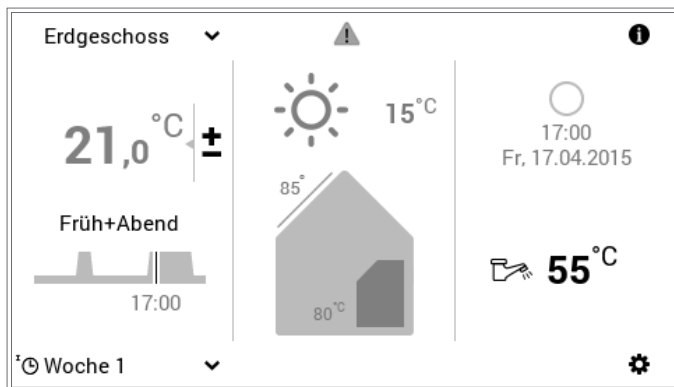 Erdgeschoss
21,0 °C ±
Früh+Abend
17:00
Woche 1
15°C
85°
80°C
17:00
Fr, 17.04.2015
55°C